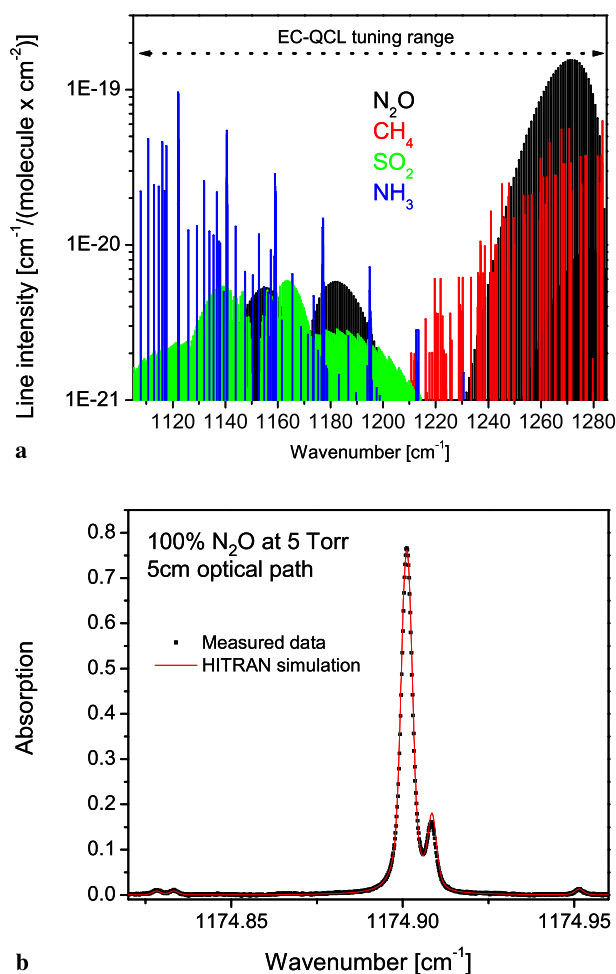 EC-QCL tuning range
N₂O
CH₄
SO₂
NH₃
Line intensity [cm⁻¹/(molecule x cm⁻²)]
1E-19
1E-20
1E-21
1120 1140 1160 1180 1200 1220 1240 1260 1280
Wavenumber [cm⁻¹]
a
100% N₂O at 5 Torr
5cm optical path
Measured data
HITRAN simulation
Absorption
0.8
0.7
0.6
0.5
0.4
0.3
0.2
0.1
0.0
1174.85 1174.90 1174.95
Wavenumber [cm⁻¹]
b